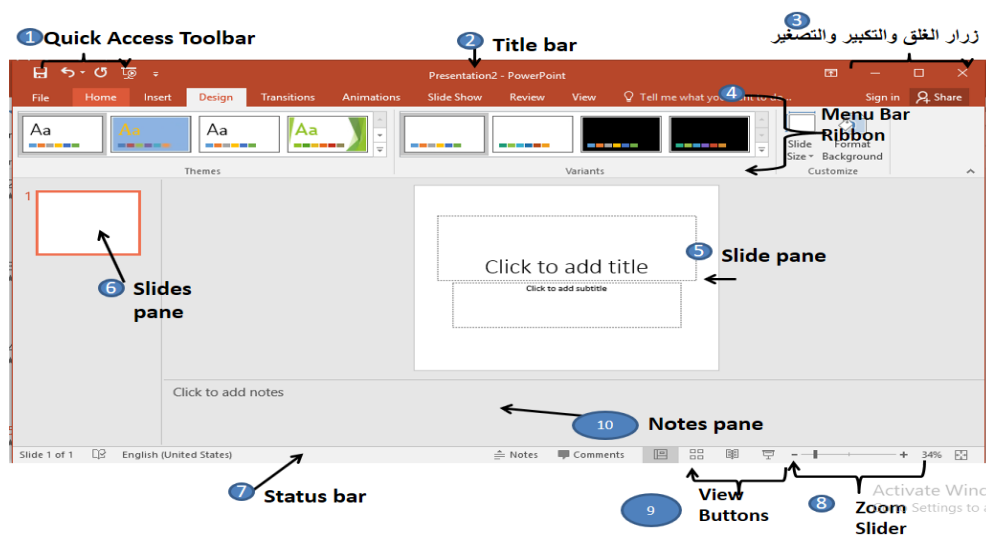 1 Quick Access Toolbar
2 Title bar
3
زرار الغلق والتكبير والتصغير
Presentation2 - PowerPoint
File Home Insert Design Transitions Animations Slide Show Review View Tell me what you want to do... Sign in Share
4 Menu Bar
Ribbon
Aa Aa Aa Aa
Slide Format
Size Background
Themes Variants Customize
1
5 Slide pane
Click to add title
Click to add subtitle
6 Slides
pane
Click to add notes
10 Notes pane
Slide 1 of 1 English (United States) Notes Comments 34%
7 Status bar
9 View
Buttons
8 Zoom
Slider
Activate Winc
Settings to a